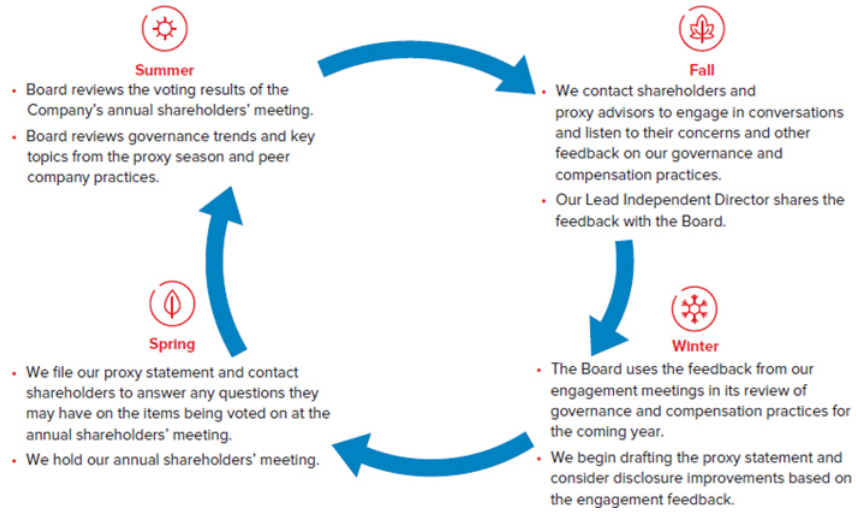 Summer
• Board reviews the voting results of the
Company's annual shareholders' meeting.
• Board reviews governance trends and key
topics from the proxy season and peer
company practices.
Fall
• We contact shareholders and
proxy advisors to engage in conversations
and listen to their concerns and other
feedback on our governance and
compensation practices.
• Our Lead Independent Director shares the
feedback with the Board.
Winter
• The Board uses the feedback from our
engagement meetings in its review of
governance and compensation practices for
the coming year.
• We begin drafting the proxy statement and
consider disclosure improvements based on
the engagement feedback.
Spring
• We file our proxy statement and contact
shareholders to answer any questions they
may have on the items being voted on at the
annual shareholders' meeting.
• We hold our annual shareholders' meeting.